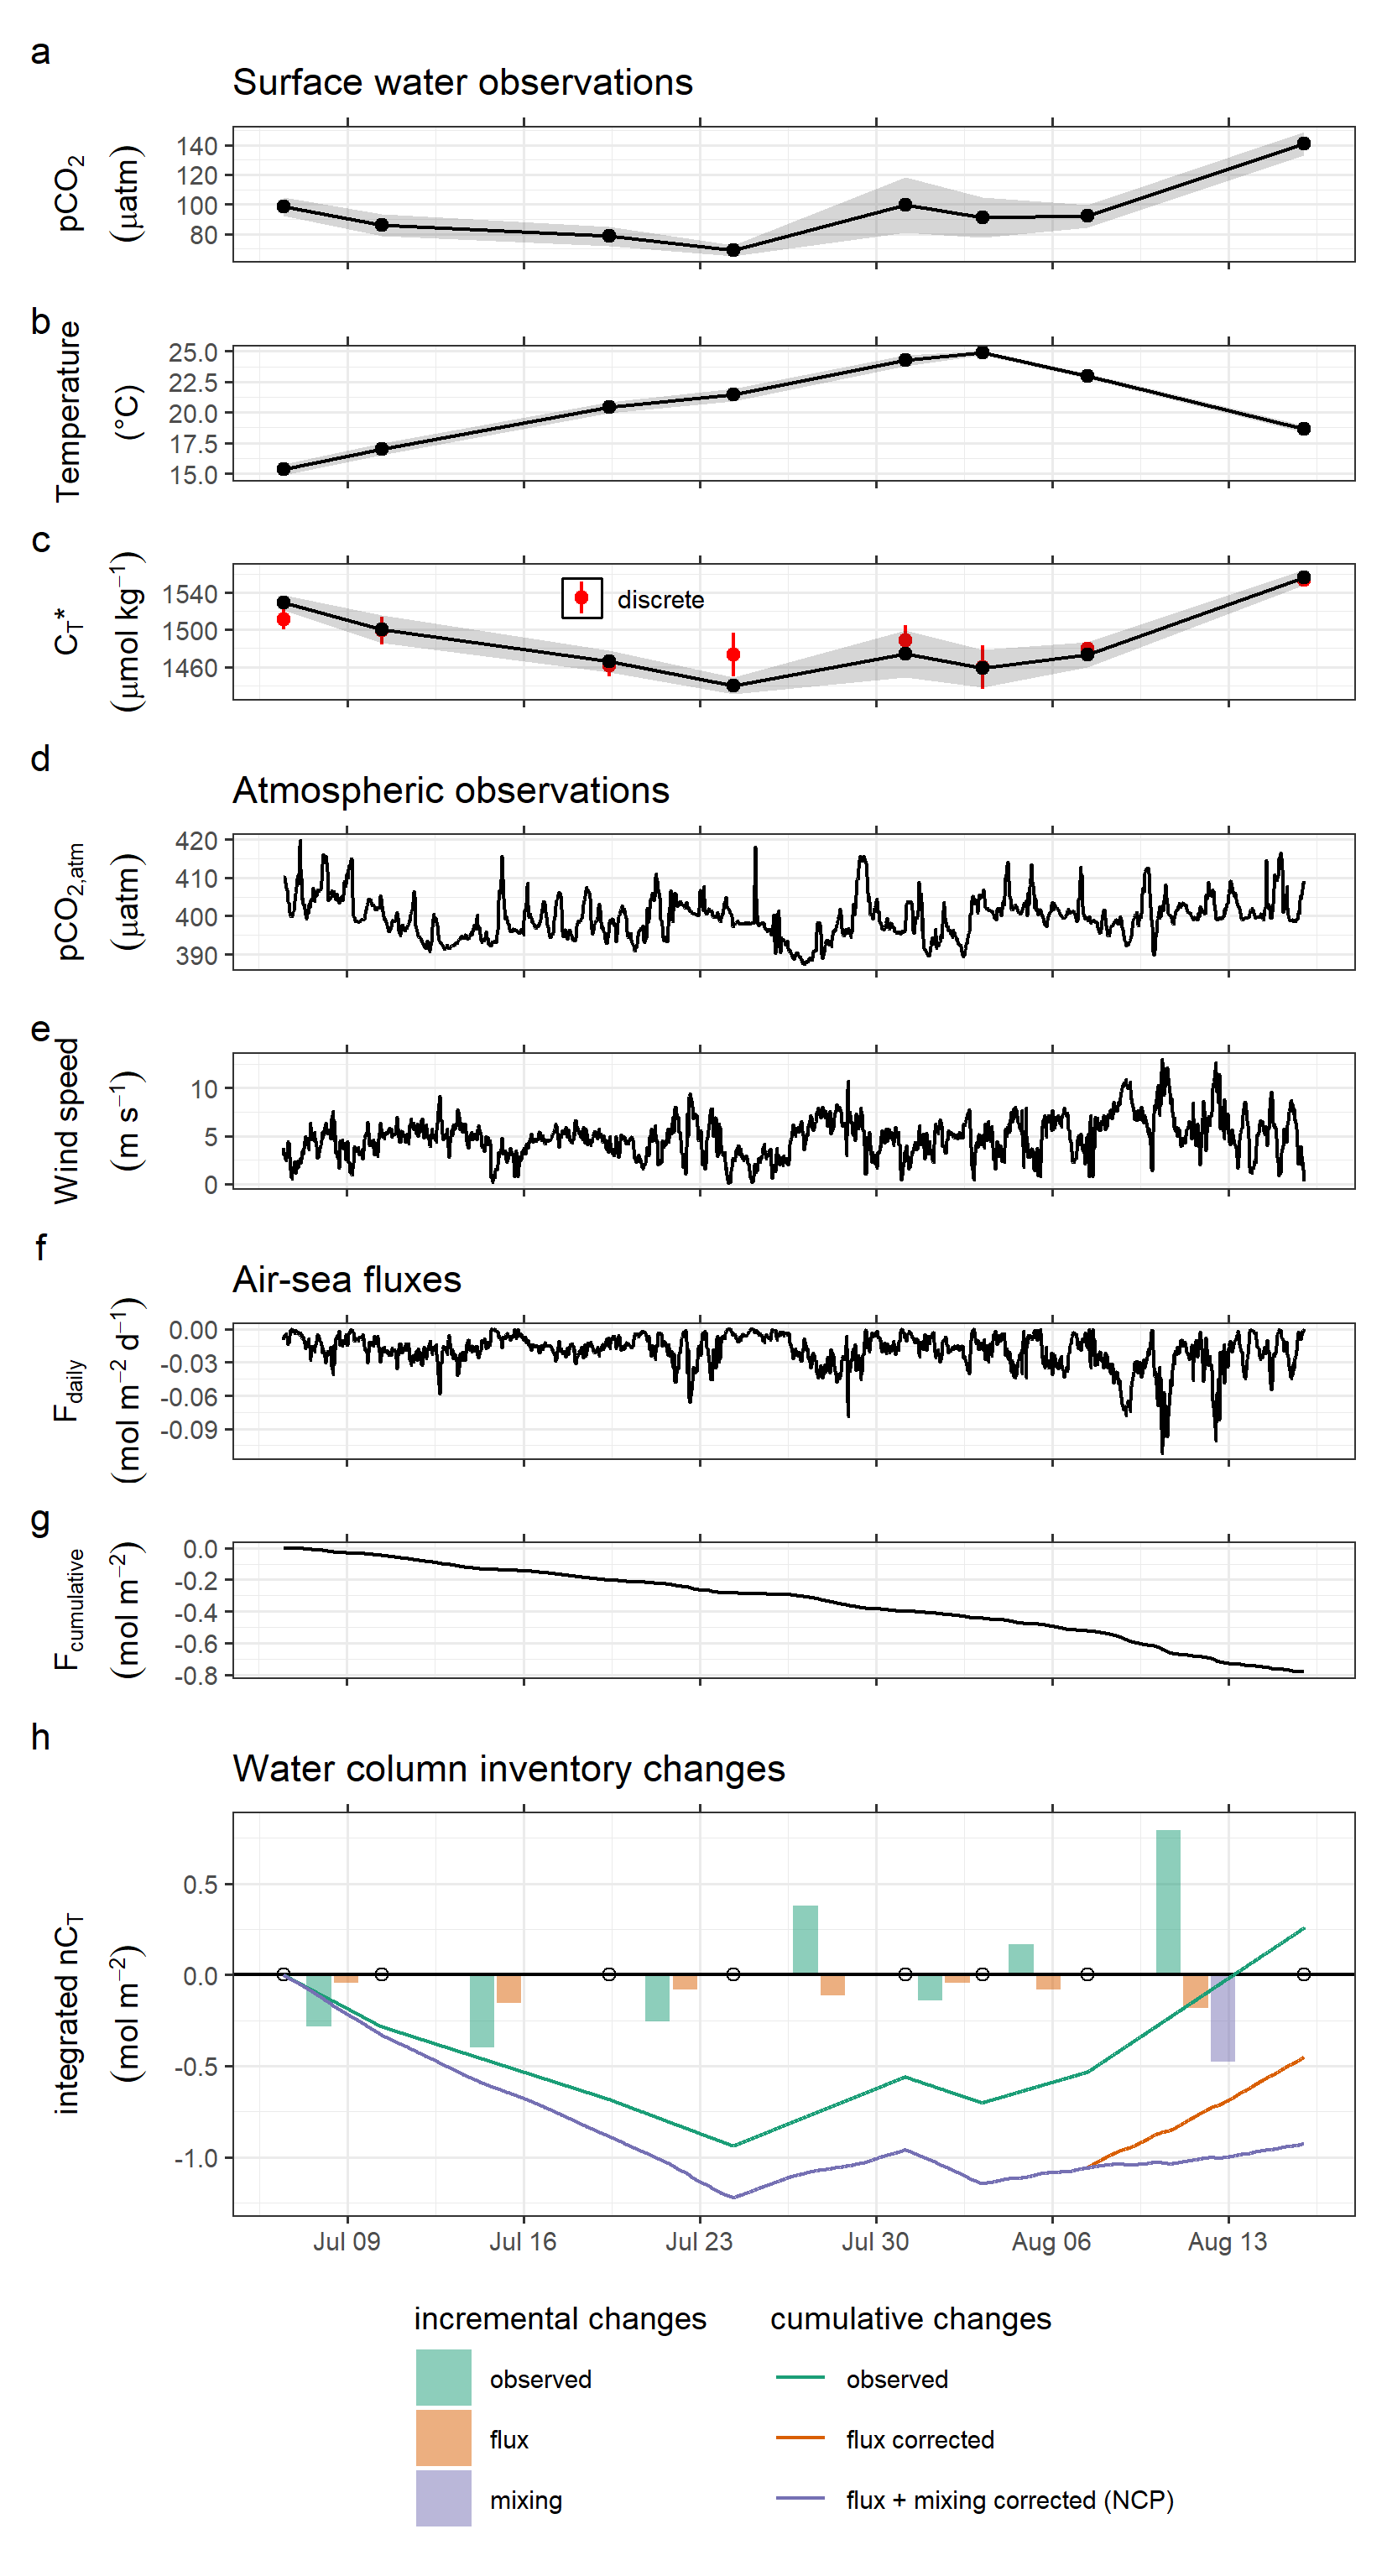 a
Surface water observations
pCO2
(μatm)
140
120
100
80
b
Temperature
(°C)
25.0
22.5
20.0
17.5
15.0
c
CT*
(μmol kg−1)
1540
1500
1460
discrete
d
Atmospheric observations
pCO2,atm
(μatm)
420
410
400
390
e
Wind speed
(m s−1)
10
5
0
f
Air-sea fluxes
Fdaily
(mol m−2 d−1)
0.00
-0.03
-0.06
-0.09
g
Fcumulative
(mol m−2)
0.0
-0.2
-0.4
-0.6
-0.8
h
Water column inventory changes
integrated nCT
(mol m−2)
0.5
0.0
-0.5
-1.0
Jul 09 Jul 16 Jul 23 Jul 30 Aug 06 Aug 13
incremental changes
observed
flux
mixing
cumulative changes
observed
flux corrected
flux + mixing corrected (NCP)